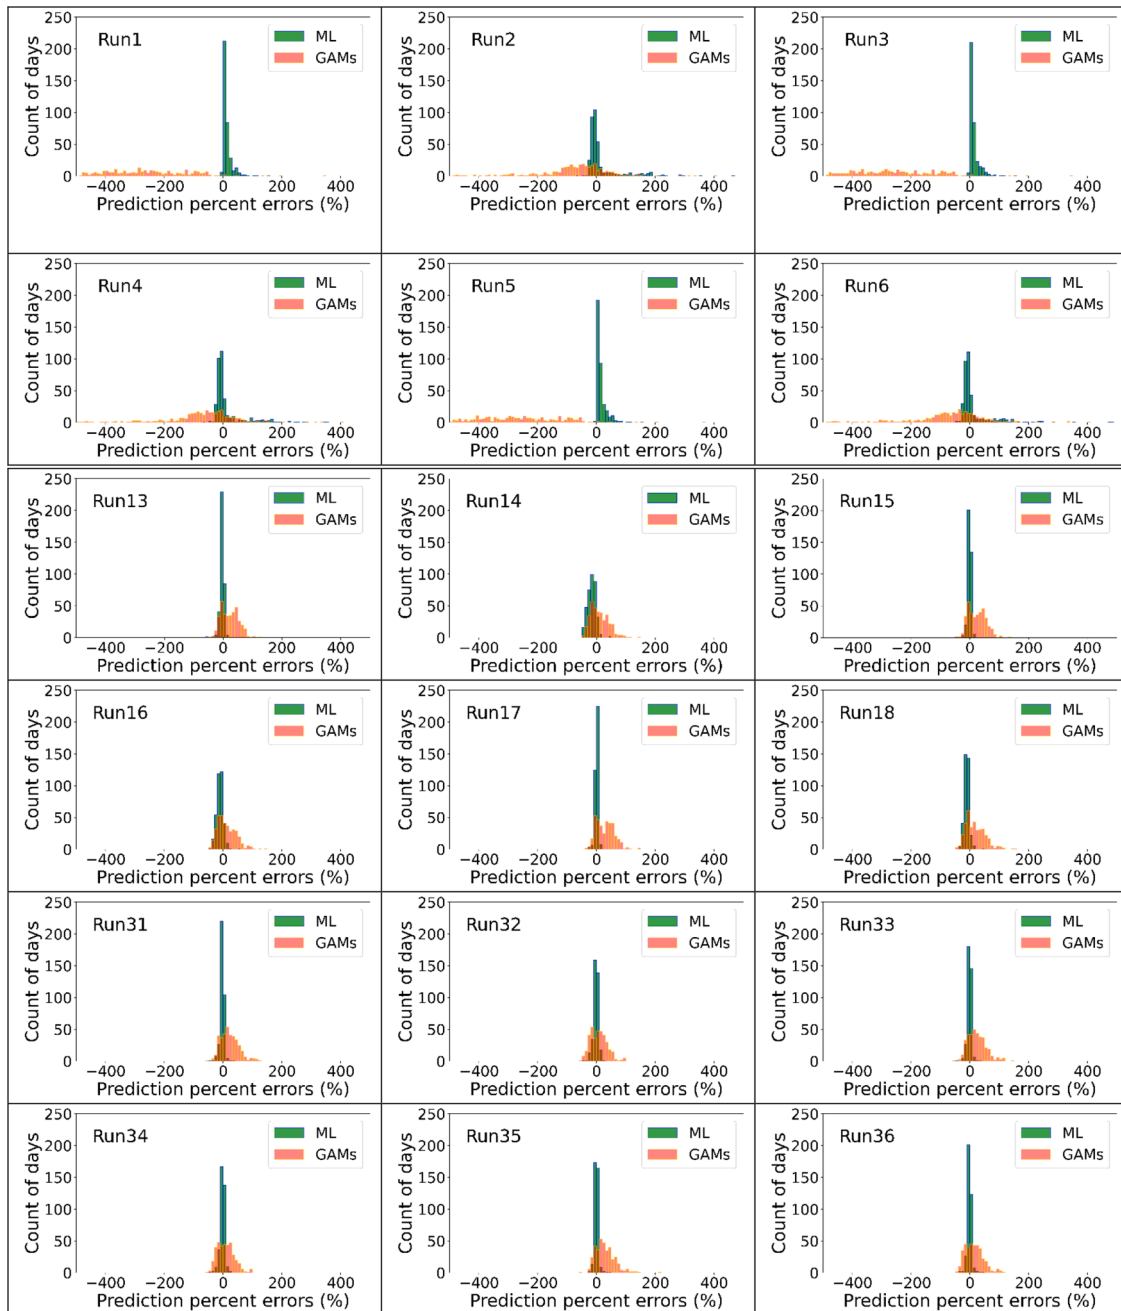 Run1
ML
GAMs
Count of days
250
200
150
100
50
0
−400 −200 0 200 400
Prediction percent errors (%)
Run2
ML
GAMs
Count of days
250
200
150
100
50
0
−400 −200 0 200 400
Prediction percent errors (%)
Run3
ML
GAMs
Count of days
250
200
150
100
50
0
−400 −200 0 200 400
Prediction percent errors (%)
Run4
ML
GAMs
Count of days
250
200
150
100
50
0
−400 −200 0 200 400
Prediction percent errors (%)
Run5
ML
GAMs
Count of days
250
200
150
100
50
0
−400 −200 0 200 400
Prediction percent errors (%)
Run6
ML
GAMs
Count of days
250
200
150
100
50
0
−400 −200 0 200 400
Prediction percent errors (%)
Run13
ML
GAMs
Count of days
250
200
150
100
50
0
−400 −200 0 200 400
Prediction percent errors (%)
Run14
ML
GAMs
Count of days
250
200
150
100
50
0
−400 −200 0 200 400
Prediction percent errors (%)
Run15
ML
GAMs
Count of days
250
200
150
100
50
0
−400 −200 0 200 400
Prediction percent errors (%)
Run16
ML
GAMs
Count of days
250
200
150
100
50
0
−400 −200 0 200 400
Prediction percent errors (%)
Run17
ML
GAMs
Count of days
250
200
150
100
50
0
−400 −200 0 200 400
Prediction percent errors (%)
Run18
ML
GAMs
Count of days
250
200
150
100
50
0
−400 −200 0 200 400
Prediction percent errors (%)
Run31
ML
GAMs
Count of days
250
200
150
100
50
0
−400 −200 0 200 400
Prediction percent errors (%)
Run32
ML
GAMs
Count of days
250
200
150
100
50
0
−400 −200 0 200 400
Prediction percent errors (%)
Run33
ML
GAMs
Count of days
250
200
150
100
50
0
−400 −200 0 200 400
Prediction percent errors (%)
Run34
ML
GAMs
Count of days
250
200
150
100
50
0
−400 −200 0 200 400
Prediction percent errors (%)
Run35
ML
GAMs
Count of days
250
200
150
100
50
0
−400 −200 0 200 400
Prediction percent errors (%)
Run36
ML
GAMs
Count of days
250
200
150
100
50
0
−400 −200 0 200 400
Prediction percent errors (%)